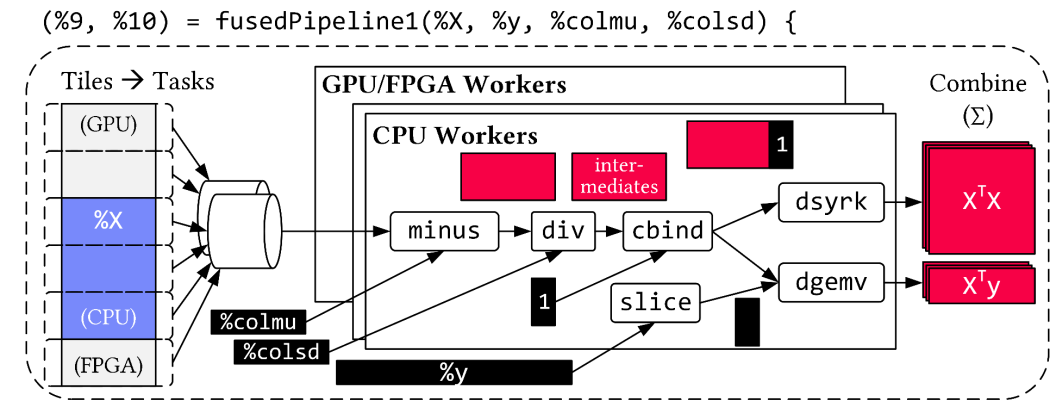 (%9, %10) = fusedPipeline1(%X, %y, %colmu, %colsd) {
Tiles → Tasks
GPU/FPGA Workers
Combine
(Σ)
(GPU)
CPU Workers
1
inter-
mediates
%X
dsyrk
XᵀX
minus
div
cbind
(CPU)
1
slice
dgemv
Xᵀy
%colmu
%colsd
(FPGA)
%y